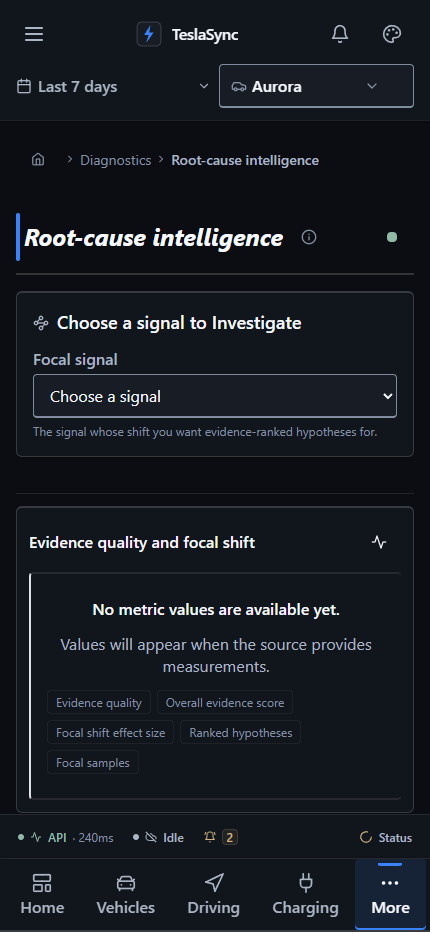 TeslaSync
Last 7 days
Aurora
Diagnostics
Root-cause intelligence
Root-cause intelligence
Choose a signal to Investigate
Focal signal
Choose a signal
The signal whose shift you want evidence-ranked hypotheses for.
Evidence quality and focal shift
No metric values are available yet.
Values will appear when the source provides
measurements.
Evidence quality
Overall evidence score
Focal shift effect size
Ranked hypotheses
Focal samples
API · 240ms
Idle
2
Status
Home
Vehicles
Driving
Charging
More